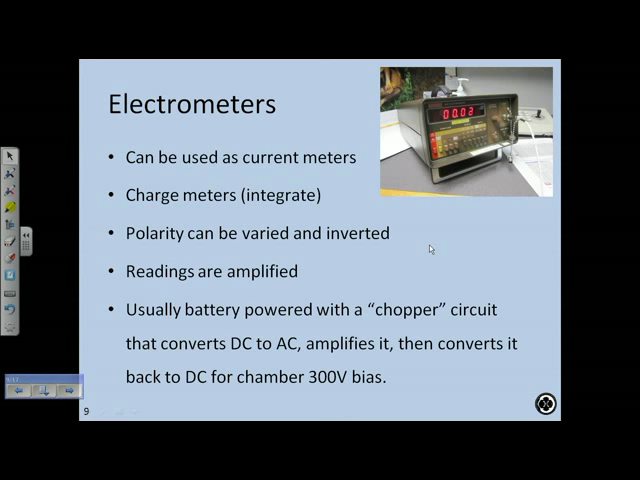 Electrometers
00.02
• Can be used as current meters
• Charge meters (integrate)
• Polarity can be varied and inverted
• Readings are amplified
• Usually battery powered with a “chopper” circuit
that converts DC to AC, amplifies it, then converts it
back to DC for chamber 300V bias.
9